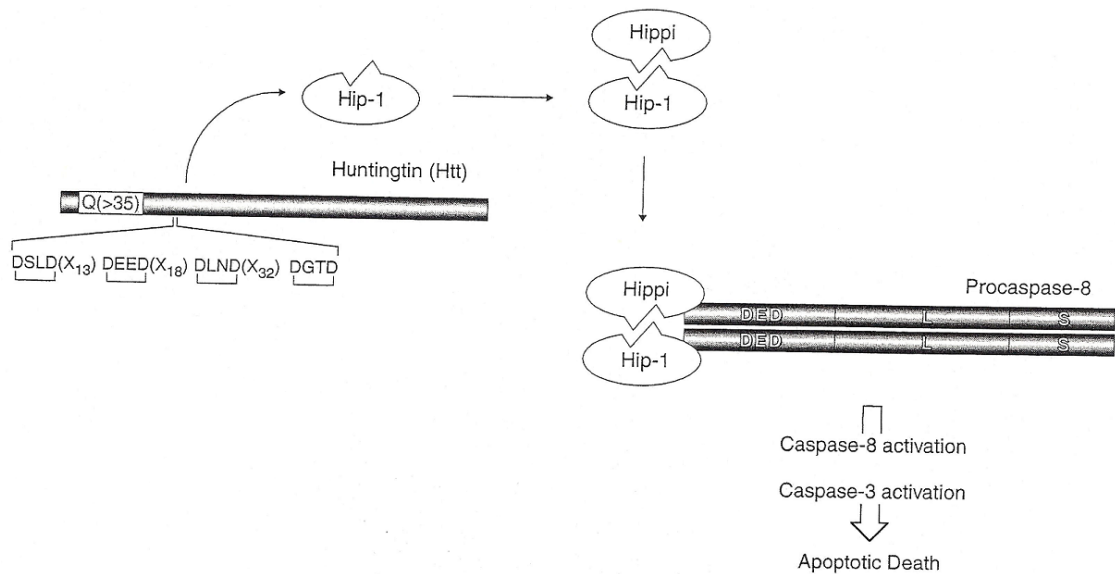 Hippi
Hip-1
Hip-1
Huntingtin (Htt)
Q(>35)
DSLD(X₁₃) DEED(X₁₈) DLND(X₃₂) DGTD
Procaspase-8
Hippi
DED L S
DED L S
Hip-1
Caspase-8 activation
Caspase-3 activation
Apoptotic Death